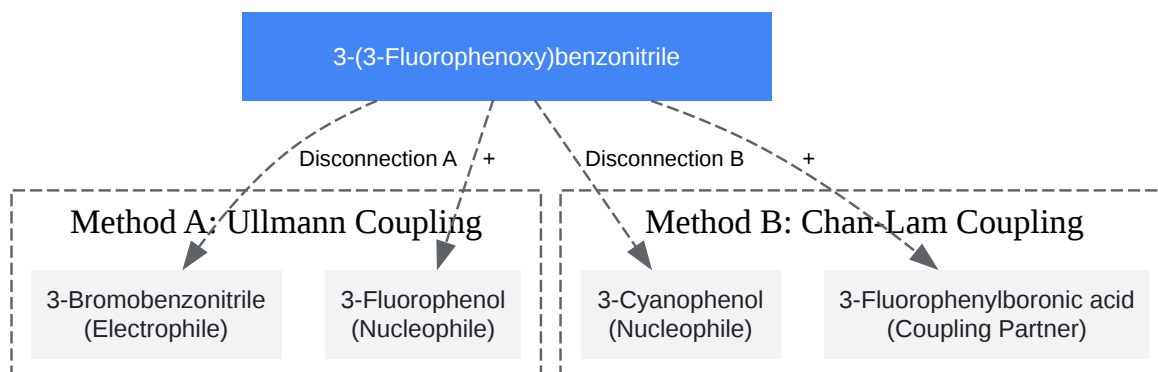 3-(3-Fluorophenoxy)benzonitrile
Disconnection A + Disconnection B +
Method A: Ullmann Coupling
Method B: Chan-Lam Coupling
3-Bromobenzonitrile
(Electrophile)
3-Fluorophenol
(Nucleophile)
3-Cyanophenol
(Nucleophile)
3-Fluorophenylboronic acid
(Coupling Partner)